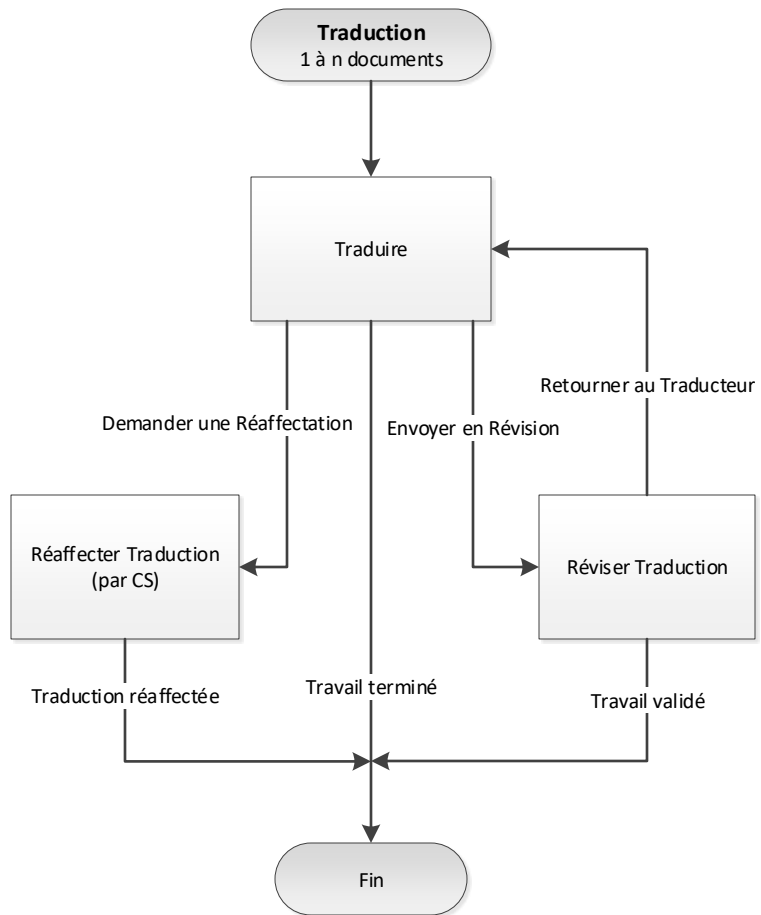 Traduction
1 à n documents
Traduire
Retourner au Traducteur
Demander une Réaffectation
Envoyer en Révision
Réaffecter Traduction
(par CS)
Réviser Traduction
Traduction réaffectée
Travail terminé
Travail validé
Fin